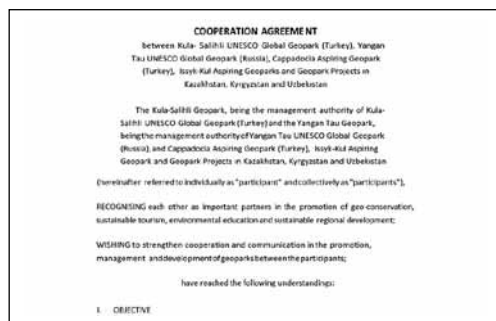 COOPERATION AGREEMENT
between Kula- Salihli UNESCO Global Geopark (Turkey), Yangan
Tau UNESCO Global Geopark (Russia), Cappadocia Aspiring Geopark
(Turkey), Issyk-Kul Aspiring Geoparks and Geopark Projects in
Kazakhstan, Kyrgyzstan and Uzbekistan
The Kula-Salihli Geopark, being the management authority of Kula-
Salihli UNESCO Global Geopark (Turkey) and the Yangan Tau Geopark,
being the management authority of Yangan Tau UNESCO Global Geopark
(Russia), and Cappadocia Aspiring Geopark (Turkey), Issyk-Kul Aspiring
Geopark and Geopark Projects in Kazakhstan, Kyrgyzstan and Uzbekistan
(hereinafter referred to individually as "participant" and collectively as "participants"),
RECOGNISING each other as important partners in the promotion of geo-conservation,
sustainable tourism, environmental education and sustainable regional development;
WISHING to strengthen cooperation and communication in the promotion,
management and development of geoparks between the participants;
have reached the following understandings:
I. OBJECTIVE